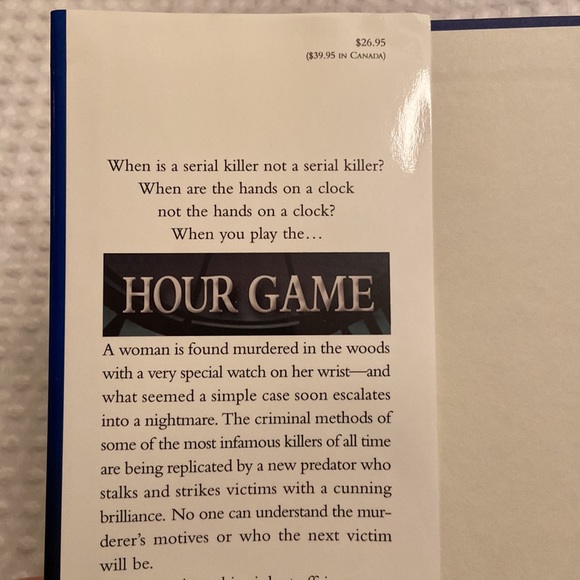 $26.95
($39.95 IN CANADA)
When is a serial killer not a serial killer?
When are the hands on a clock
not the hands on a clock?
When you play the...
HOUR GAME
A woman is found murdered in the woods
with a very special watch on her wrist—and
what seemed a simple case soon escalates
into a nightmare. The criminal methods of
some of the most infamous killers of all time
are being replicated by a new predator who
stalks and strikes victims with a cunning
brilliance. No one can understand the mur-
derer's motives or who the next victim
will be.